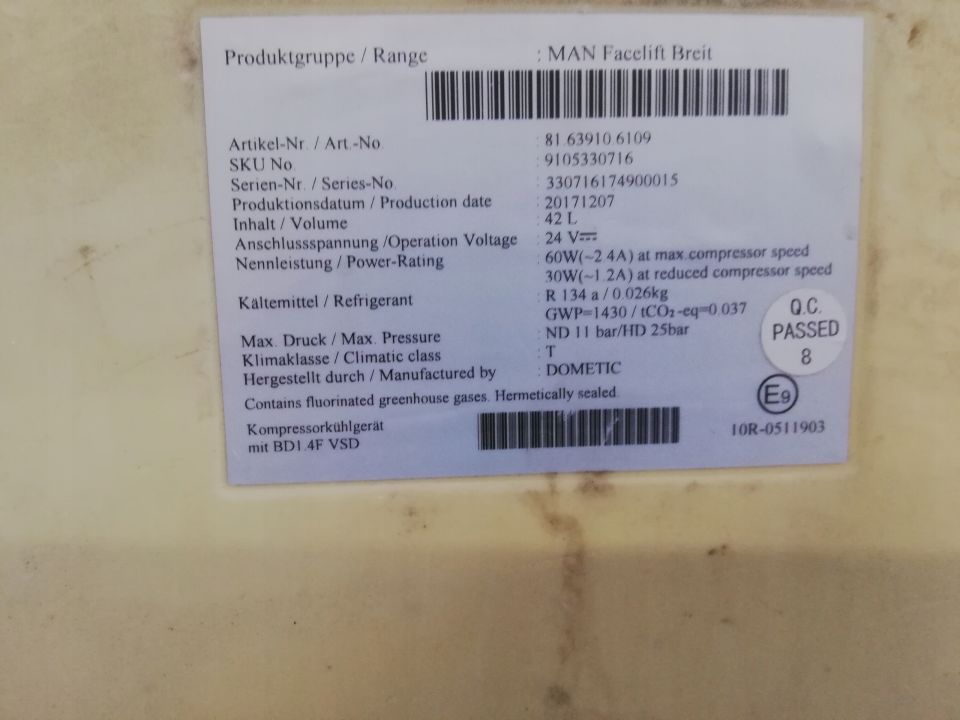 Produktgruppe / Range : MAN Facelift Breit
Artikel-Nr. / Art.-No. : 81.63910.6109
SKU No. : 9105330716
Serien-Nr. / Series-No. : 330716174900015
Produktionsdatum / Production date : 20171207
Inhalt / Volume : 42 L
Anschlussspannung /Operation Voltage : 24 V⎓
Nennleistung / Power-Rating : 60W(~2.4A) at max.compressor speed
30W(~1.2A) at reduced compressor speed
Kältemittel / Refrigerant : R 134 a / 0.026kg
GWP=1430 / tCO₂-eq=0.037
Max. Druck / Max. Pressure : ND 11 bar/HD 25bar
Klimaklasse / Climatic class : T
Hergestellt durch / Manufactured by : DOMETIC
Contains fluorinated greenhouse gases. Hermetically sealed.
Kompressorkühlgerät
mit BD1.4F VSD
Q.C.
PASSED
8
E9
10R-0511903